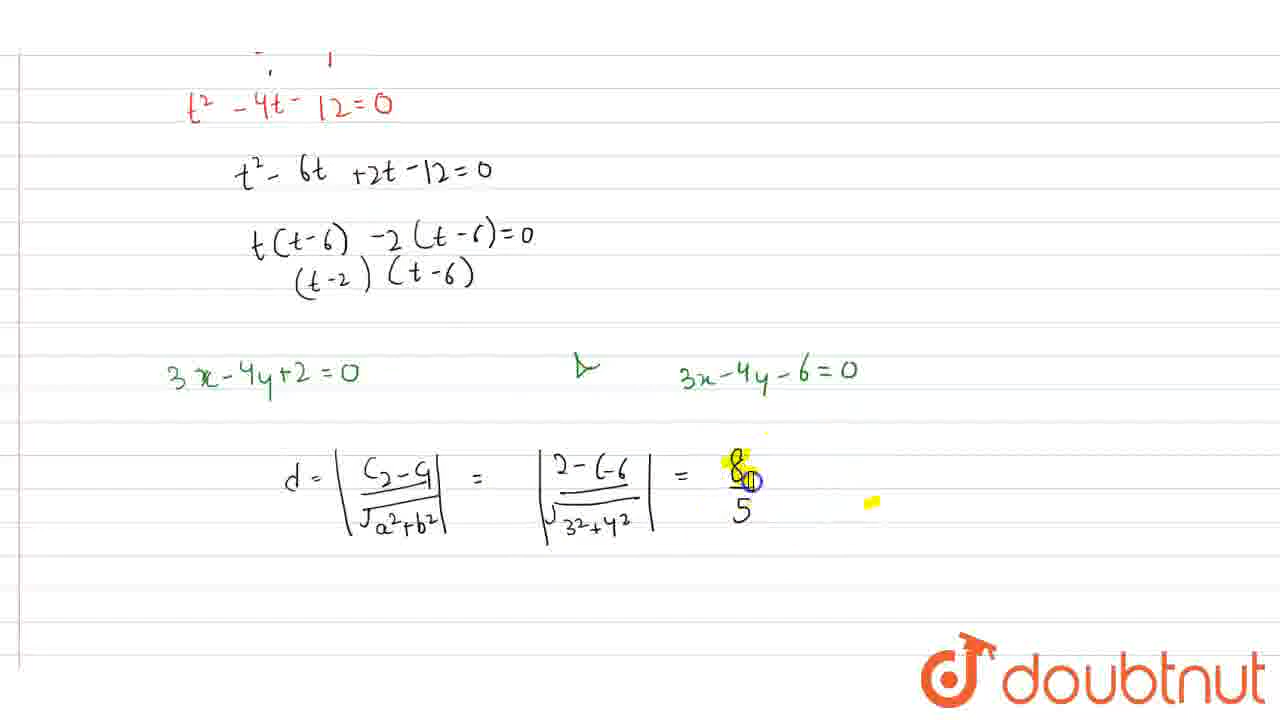 t² - 4t - 12 = 0
t² - 6t + 2t - 12 = 0
t(t-6) -2(t-6) = 0
(t-2)(t-6)
3x - 4y + 2 = 0 3x - 4y - 6 = 0
d = |C₂ - C₁ / √a² + b²| = |2 - (-6 / √3² + 4²| = 8/5
doubtnut